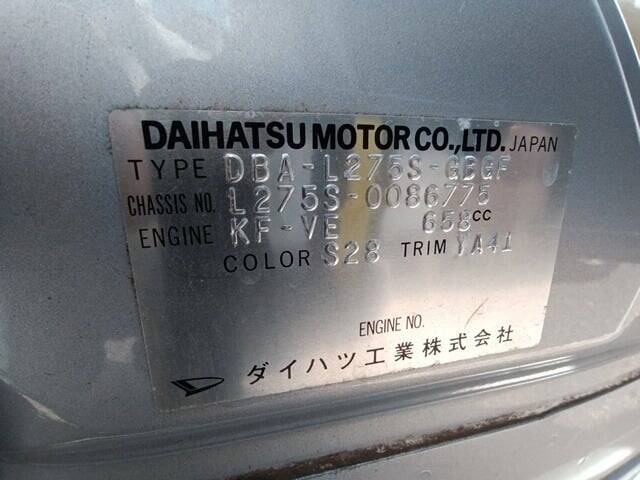 DAIHATSU MOTOR CO.,LTD. JAPAN
TYPE DBA-L275S-GBGF
CHASSIS NO. L275S-0086775
ENGINE KF-VE 658CC
COLOR S28 TRIM YA41
ENGINE NO.
ダイハツ工業株式会社